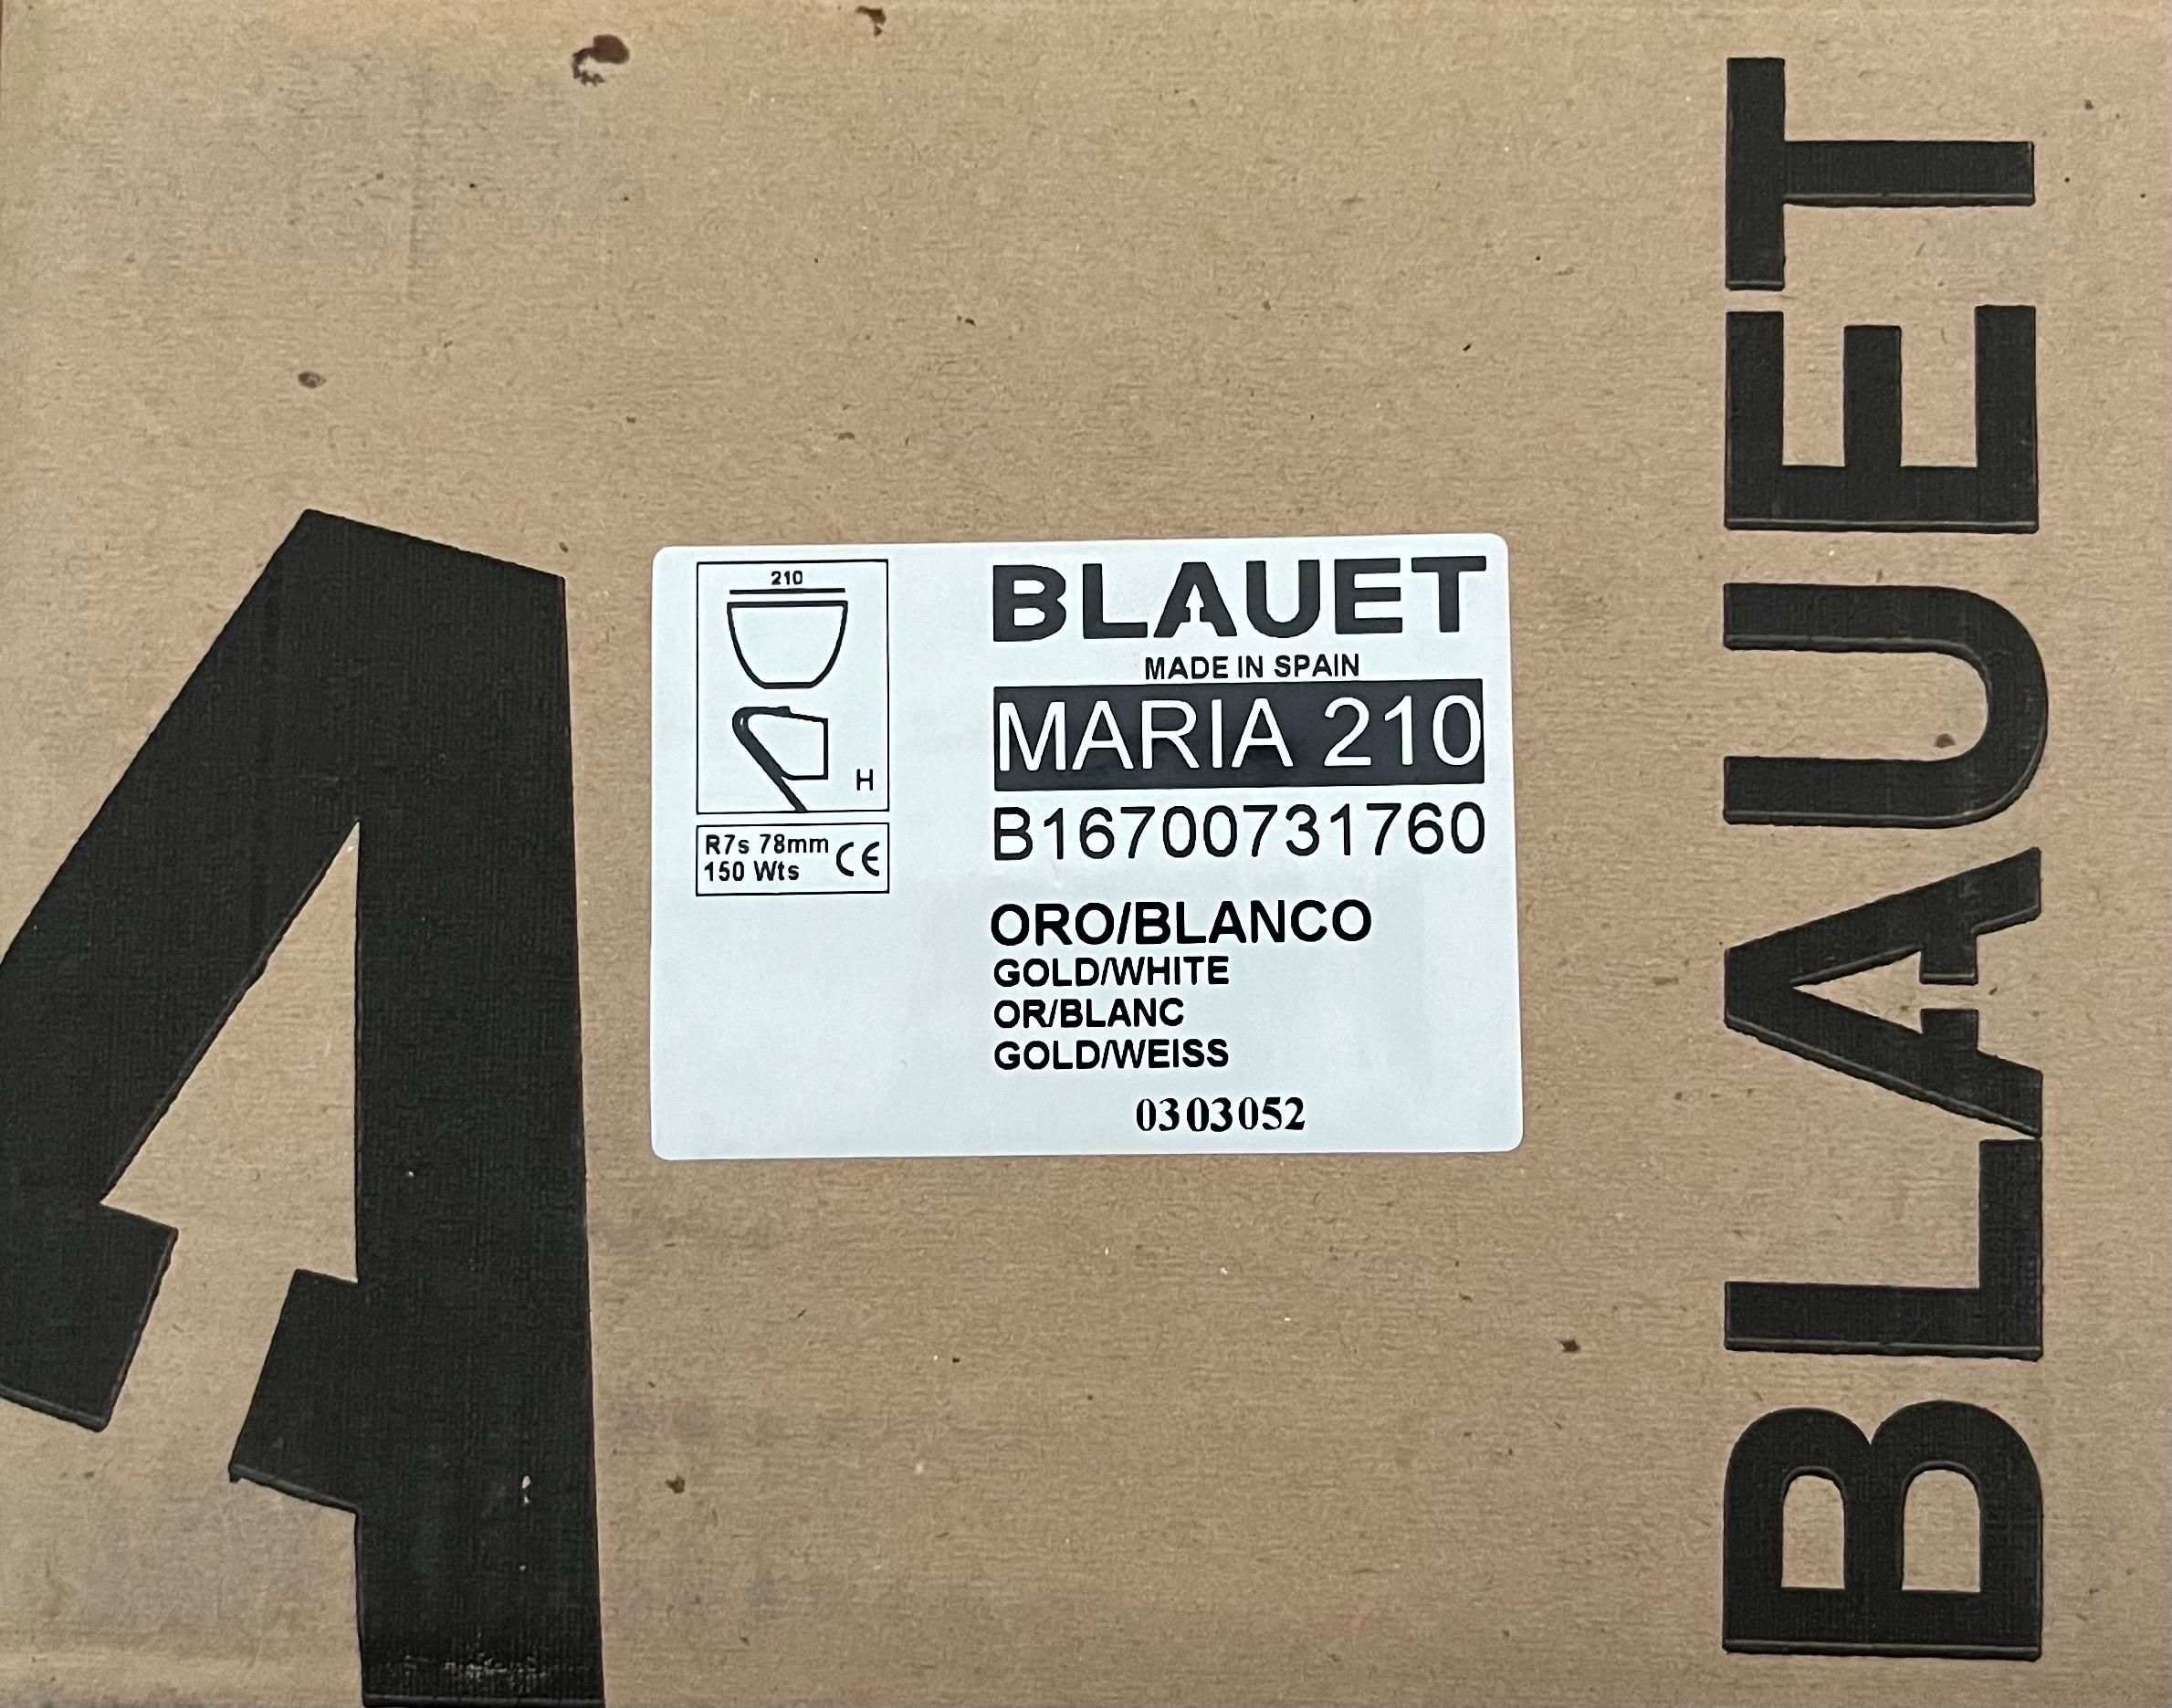 BLAUET
210
H
R7s 78mm
150 Wts
CE
BLAUET
MADE IN SPAIN
MARIA 210
B16700731760
ORO/BLANCO
GOLD/WHITE
OR/BLANC
GOLD/WEISS
0303052